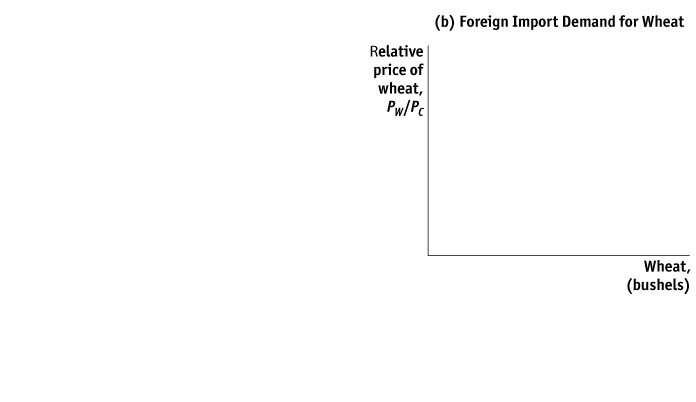 (b) Foreign Import Demand for Wheat
Relative
price of
wheat,
PW/PC
Wheat,
(bushels)